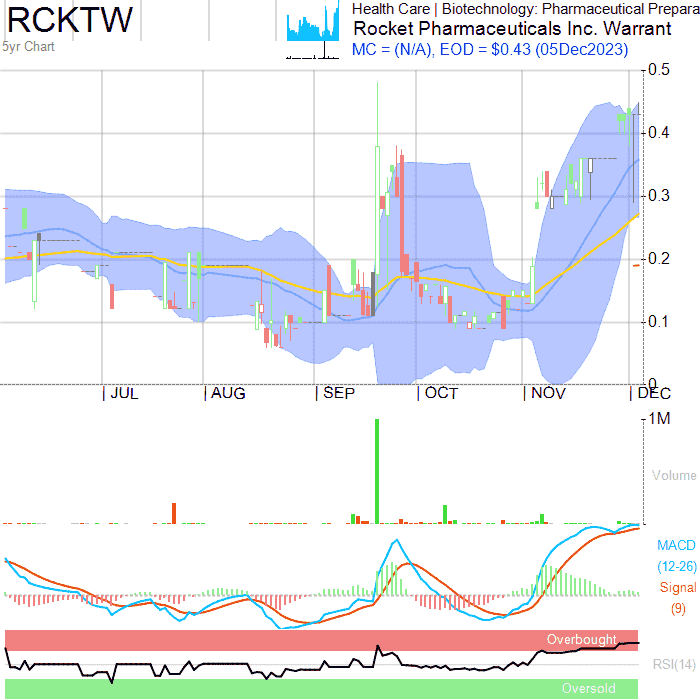 RCKTW
5yr Chart
Health Care | Biotechnology: Pharmaceutical Prepara
Rocket Pharmaceuticals Inc. Warrant
MC = (N/A), EOD = $0.43 (05Dec2023)
0.5
0.4
0.3
0.2
0.1
0
JUL AUG SEP OCT NOV DEC
1M
Volume
MACD
(12-26)
Signal
(9)
Overbought
RSI(14)
Oversold